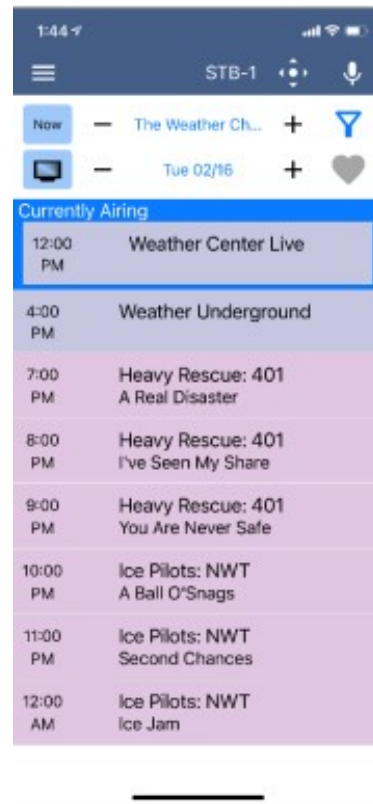 1:44
STB-1
Now
The Weather Ch...
Tue 02/16
Currently Airing
12:00 PM Weather Center Live
4:00 PM Weather Underground
7:00 PM Heavy Rescue: 401
A Real Disaster
8:00 PM Heavy Rescue: 401
I've Seen My Share
9:00 PM Heavy Rescue: 401
You Are Never Safe
10:00 PM Ice Pilots: NWT
A Ball O'Snags
11:00 PM Ice Pilots: NWT
Second Chances
12:00 AM Ice Pilots: NWT
Ice Jam